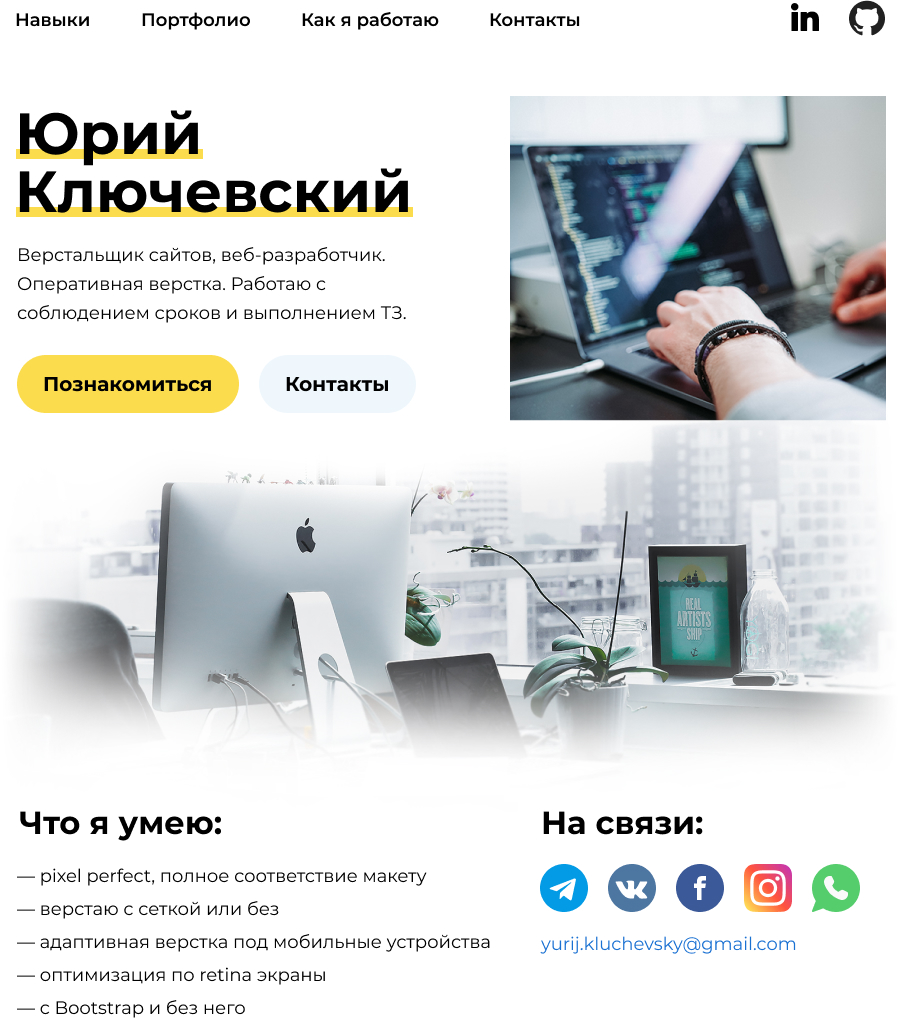 Навыки Портфолио Как я работаю Контакты
Юрий
Ключевский
Верстальщик сайтов, веб-разработчик.
Оперативная верстка. Работаю с
соблюдением сроков и выполнением ТЗ.
Познакомиться Контакты
REAL
ARTISTS
SHIP
Что я умею:
— pixel perfect, полное соответствие макету
— верстаю с сеткой или без
— адаптивная верстка под мобильные устройства
— оптимизация по retina экраны
— с Bootstrap и без него
На связи:
yurij.kluchevsky@gmail.com